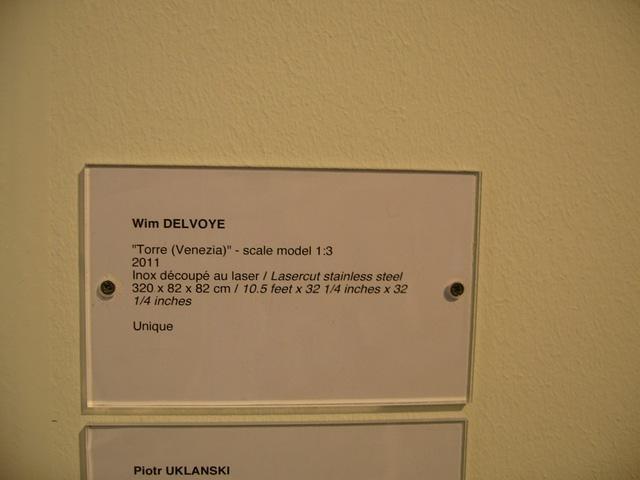 Wim DELVOYE
"Torre (Venezia)" - scale model 1:3
2011
Inox découpé au laser / Lasercut stainless steel
320 x 82 x 82 cm / 10.5 feet x 32 1/4 inches x 32
1/4 inches
Unique
Piotr UKLANSKI